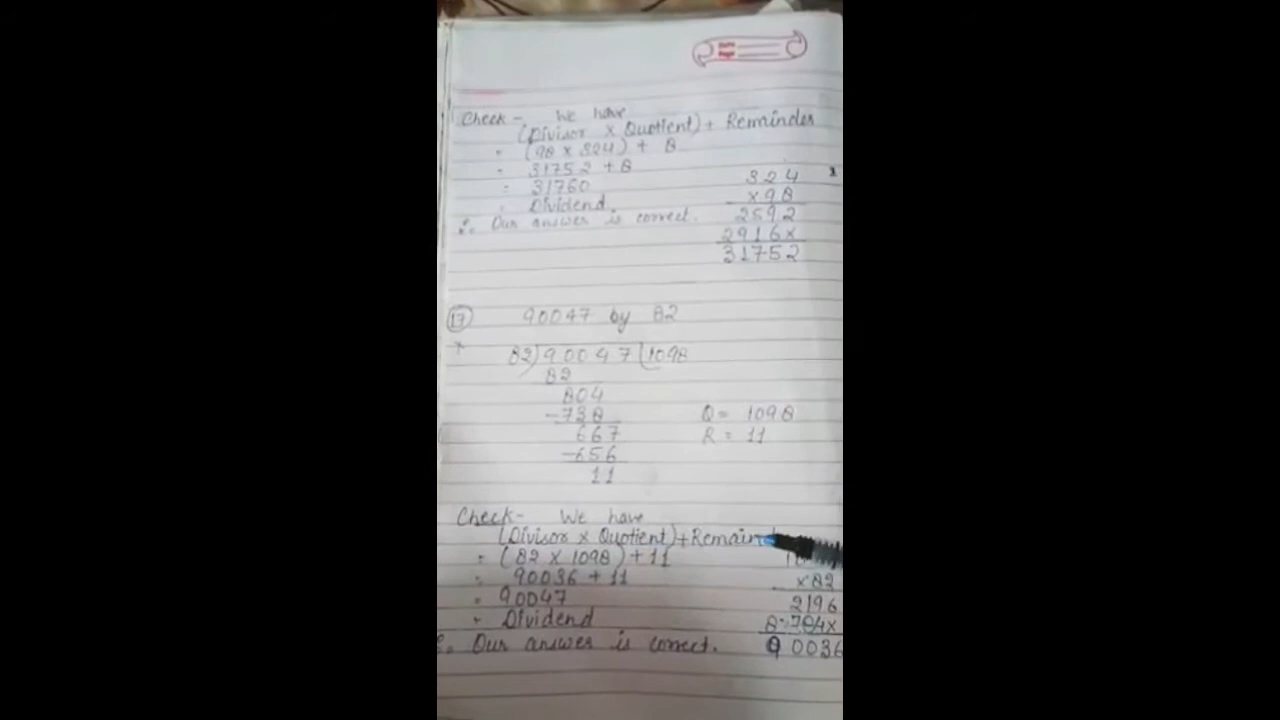 Check - We have
(Divisor x Quotient) + Remainder
= (98 x 324) + 8
= 31752 + 8
= 31760
= Dividend
∴ Our answer is correct.
324
x98
2592
2916x
31752
17 90047 by 82
82)90047(1098
82
804
-738
667
-656
11
Q = 1098
R = 11
Check - We have
(Divisor x Quotient) + Remaind
= (82 x 1098) + 11
= 90036 + 11
= 90047
= Dividend
∴ Our answer is correct.
x82
2196
8784x
90036